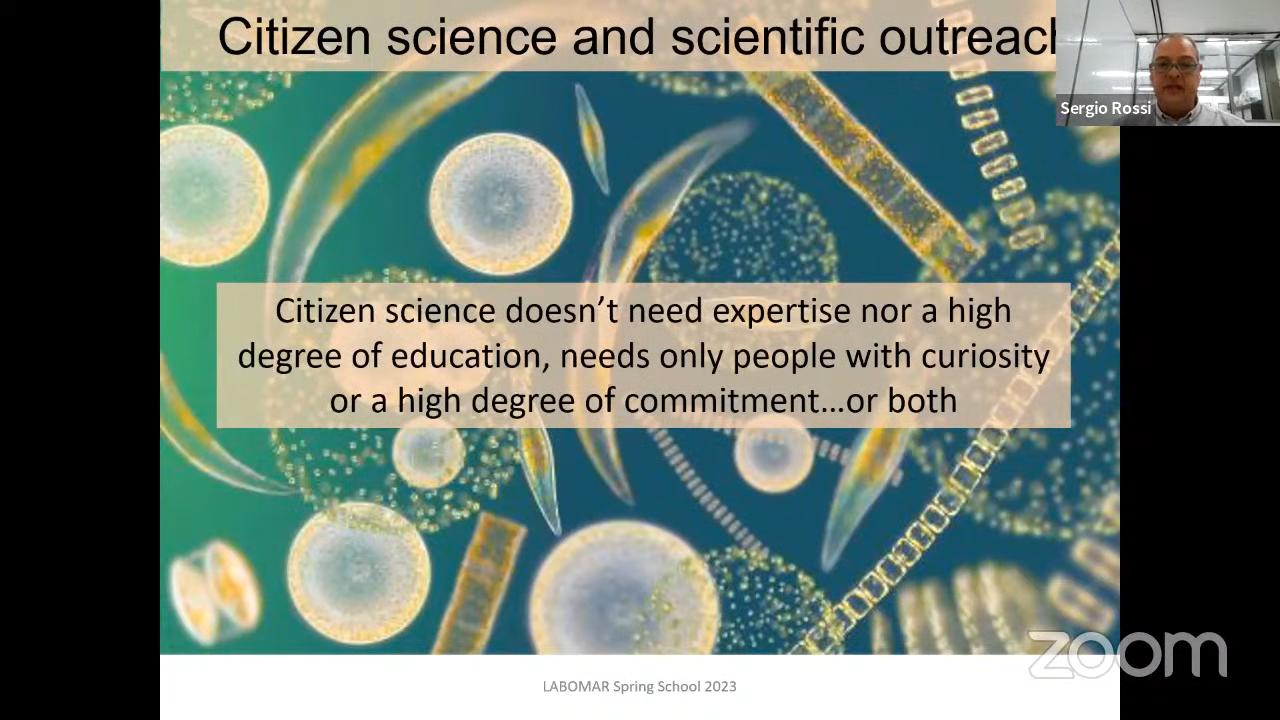 Citizen science and scientific outreach
Sergio Rossi
Citizen science doesn’t need expertise nor a high
degree of education, needs only people with curiosity
or a high degree of commitment…or both
zoom
LABOMAR Spring School 2023